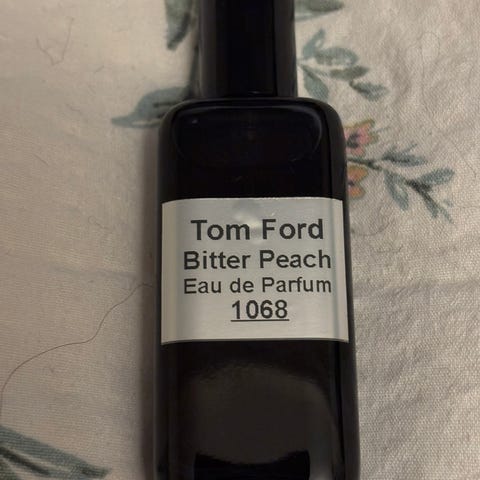 Tom Ford
Bitter Peach
Eau de Parfum
1068